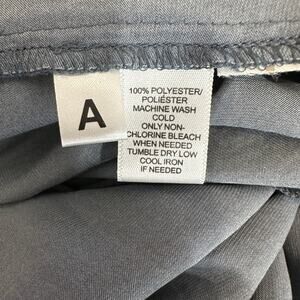 A
100% POLYESTER/
POLIÉSTER
MACHINE WASH
COLD
ONLY NON-
CHLORINE BLEACH
WHEN NEEDED
TUMBLE DRY LOW
COOL IRON
IF NEEDED